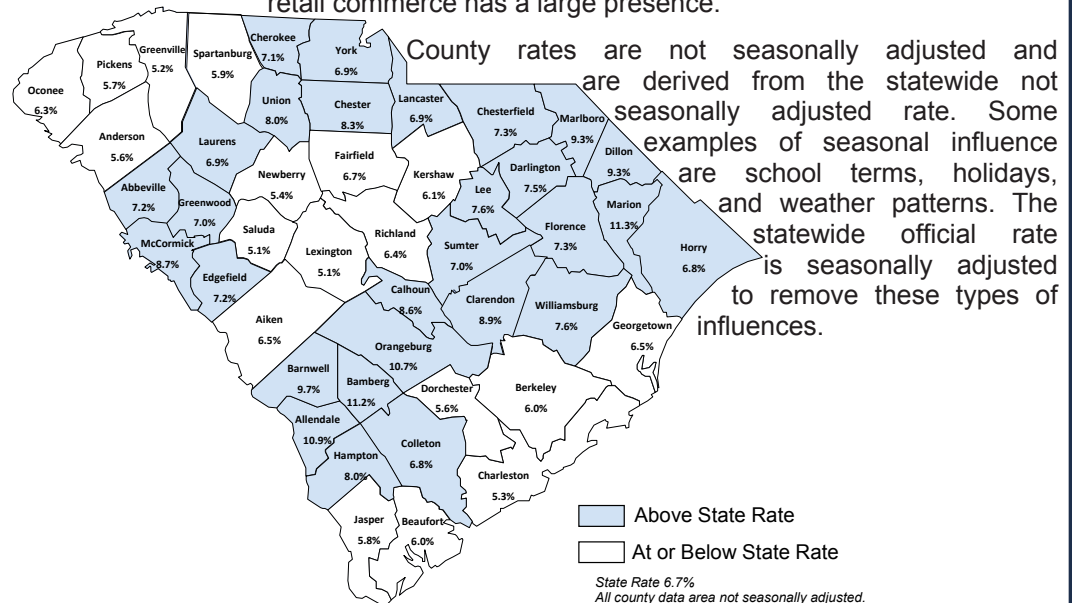 retail commerce has a large presence.
County rates are not seasonally adjusted and
are derived from the statewide not
seasonally adjusted rate. Some
examples of seasonal influence
are school terms, holidays,
and weather patterns. The
statewide official rate
is seasonally adjusted
to remove these types of
influences.
Oconee
6.3%
Pickens
5.7%
Greenville
5.2%
Spartanburg
5.9%
Cherokee
7.1%
York
6.9%
Anderson
5.6%
Laurens
6.9%
Union
8.0%
Chester
8.3%
Lancaster
6.9%
Chesterfield
7.3%
Marlboro
9.3%
Dillon
9.3%
Abbeville
7.2%
Greenwood
7.0%
Newberry
5.4%
Fairfield
6.7%
Kershaw
6.1%
Lee
7.6%
Darlington
7.5%
Marion
11.3%
McCormick
8.7%
Saluda
5.1%
Lexington
5.1%
Richland
6.4%
Sumter
7.0%
Florence
7.3%
Horry
6.8%
Edgefield
7.2%
Aiken
6.5%
Calhoun
8.6%
Clarendon
8.9%
Williamsburg
7.6%
Georgetown
6.5%
Orangeburg
10.7%
Barnwell
9.7%
Bamberg
11.2%
Dorchester
5.6%
Berkeley
6.0%
Allendale
10.9%
Hampton
8.0%
Colleton
6.8%
Charleston
5.3%
Jasper
5.8%
Beaufort
6.0%
Above State Rate
At or Below State Rate
State Rate 6.7%
All county data area not seasonally adjusted.